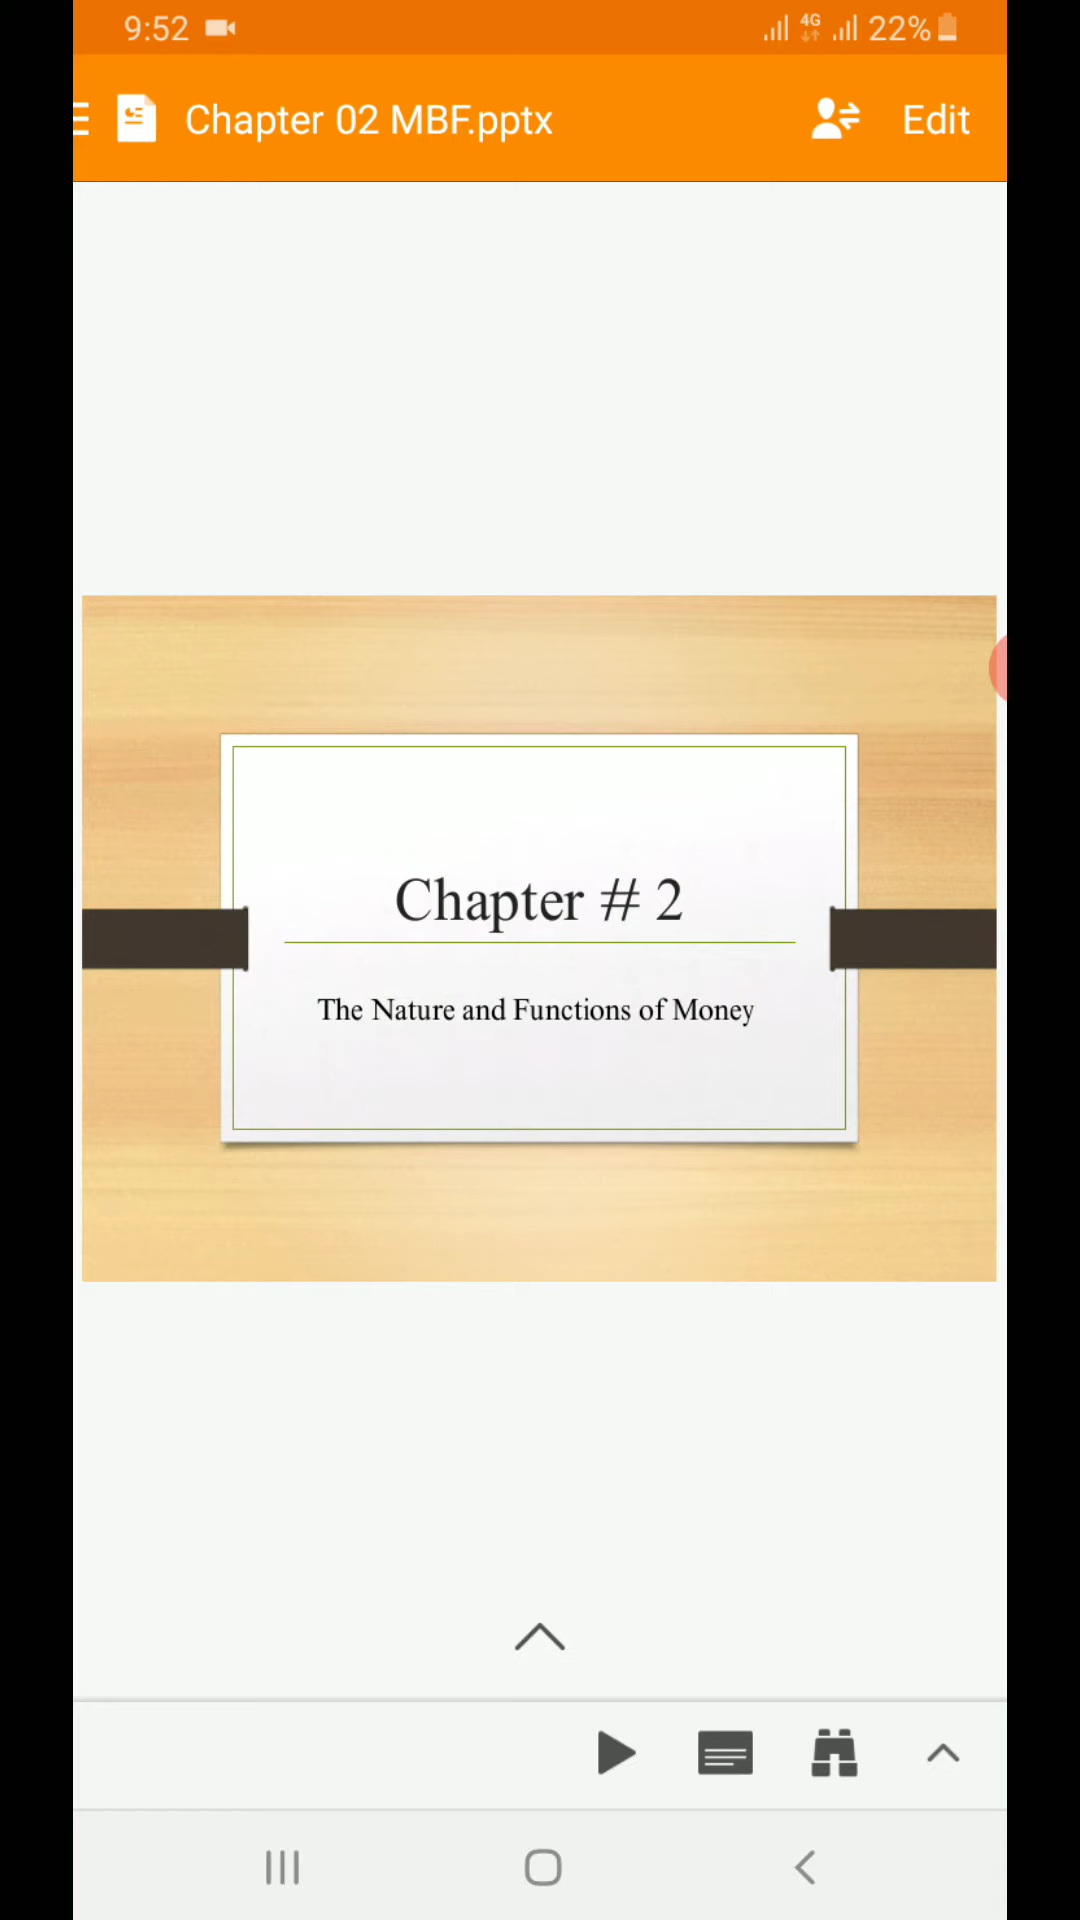 9:52
4G
22%
Chapter 02 MBF.pptx
Edit
Chapter # 2
The Nature and Functions of Money